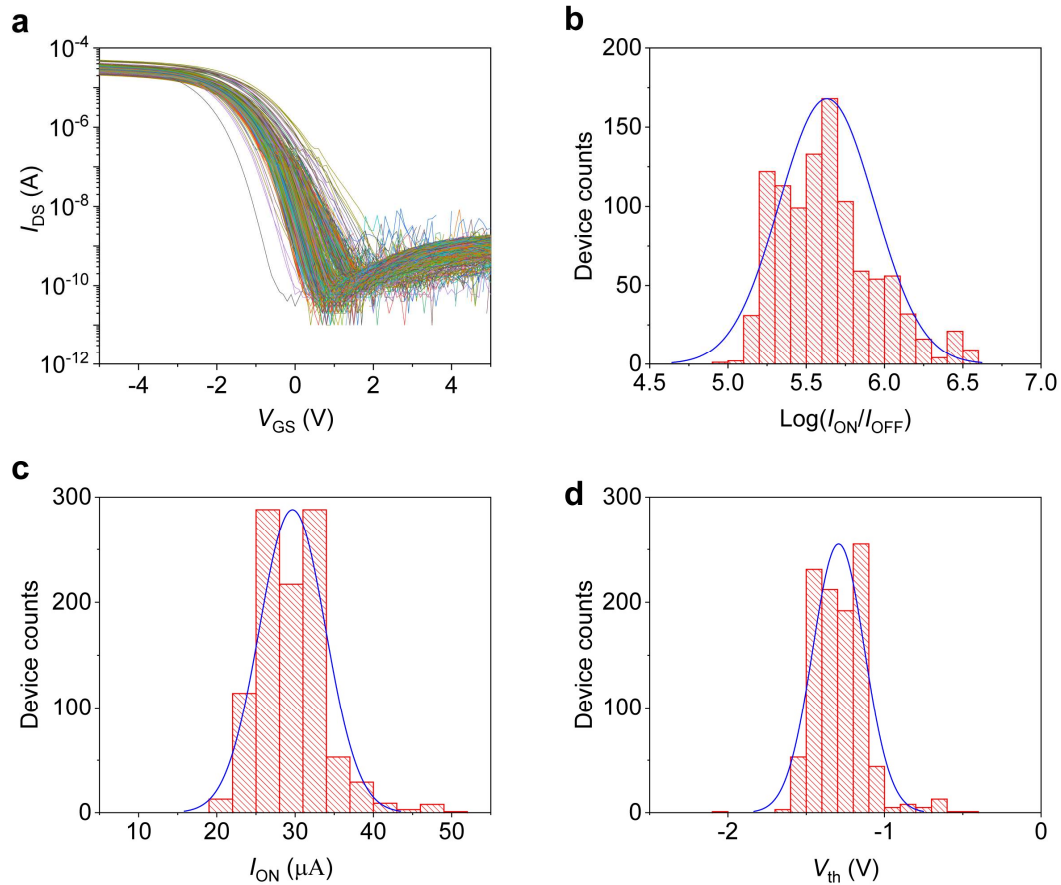 a
10⁻⁴
10⁻⁶
10⁻⁸
10⁻¹⁰
10⁻¹²
I_DS (A)
-4 -2 0 2 4
V_GS (V)
b
200
150
100
50
0
Device counts
4.5 5.0 5.5 6.0 6.5 7.0
Log(I_ON/I_OFF)
c
300
200
100
0
Device counts
10 20 30 40 50
I_ON (μA)
d
300
200
100
0
Device counts
-2 -1 0
V_th (V)